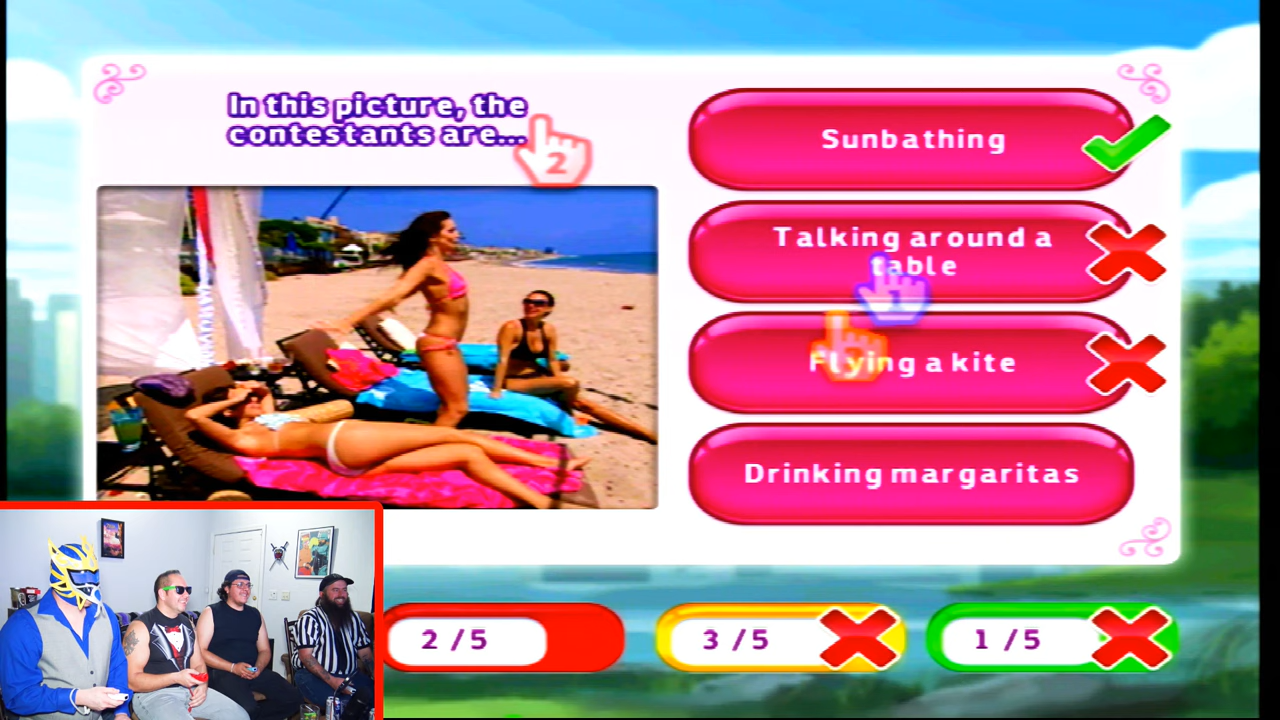 In this picture, the
contestants are...
2
Sunbathing
Talking around a
table
1
Flying a kite
Drinking margaritas
2 / 5
3 / 5
1 / 5